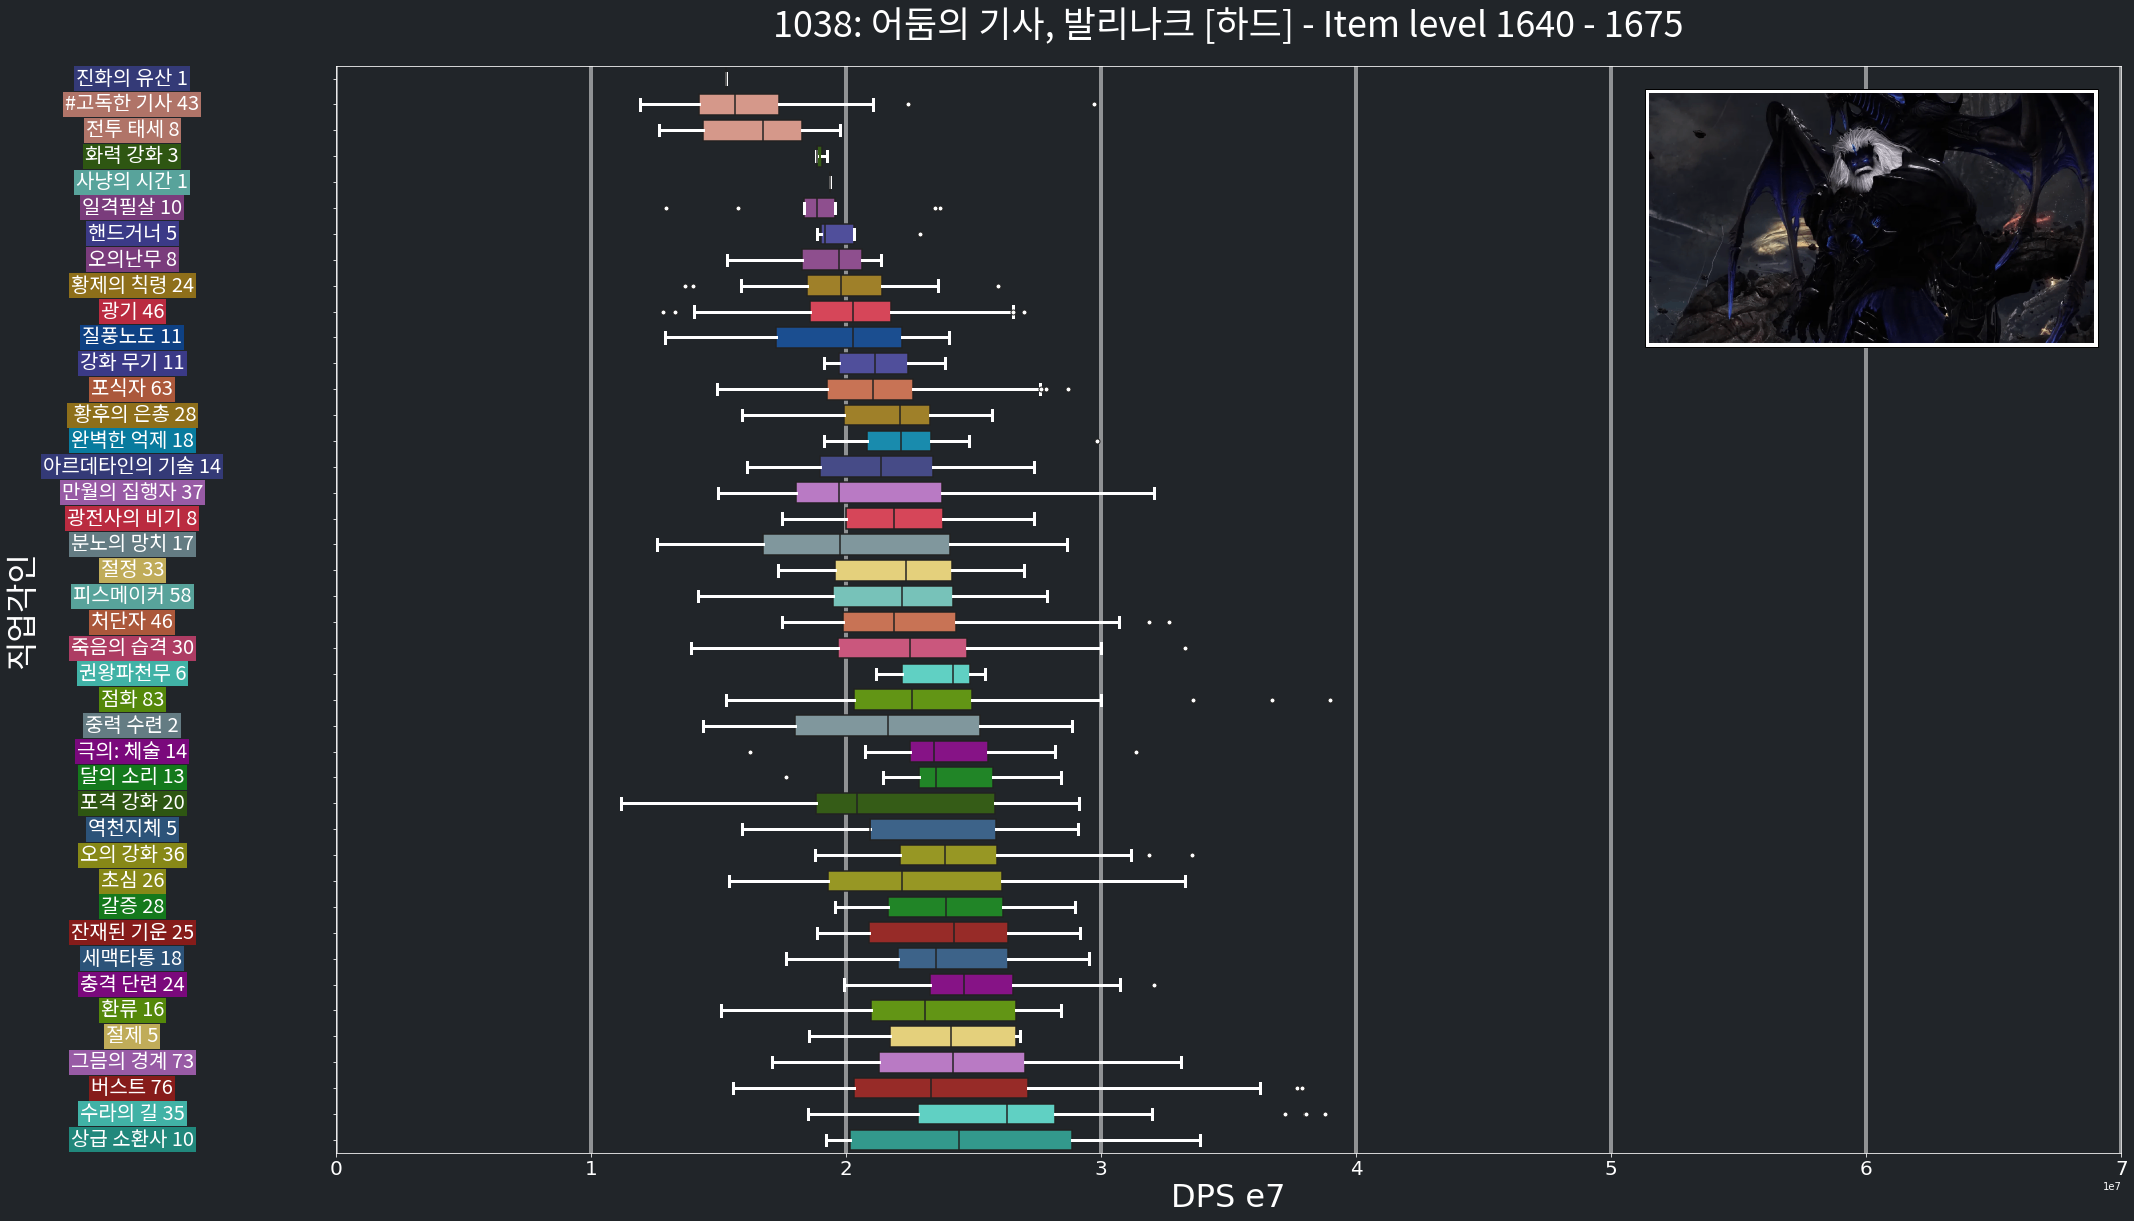 1038: 어둠의 기사, 발리나크 [하드] - Item level 1640 - 1675
직업각인
진화의 유산 1
#고독한 기사 43
전투 태세 8
화력 강화 3
사냥의 시간 1
일격필살 10
핸드거너 5
오의난무 8
황제의 칙령 24
광기 46
질풍노도 11
강화 무기 11
포식자 63
황후의 은총 28
완벽한 억제 18
아르데타인의 기술 14
만월의 집행자 37
광전사의 비기 8
분노의 망치 17
절정 33
피스메이커 58
처단자 46
죽음의 습격 30
권왕파천무 6
점화 83
중력 수련 2
극의: 체술 14
달의 소리 13
포격 강화 20
역천지체 5
오의 강화 36
초심 26
갈증 28
잔재된 기운 25
세맥타통 18
충격 단련 24
환류 16
절제 5
그믐의 경계 73
버스트 76
수라의 길 35
상급 소환사 10
0 1 2 3 4 5 6 7
1e7
DPS e7